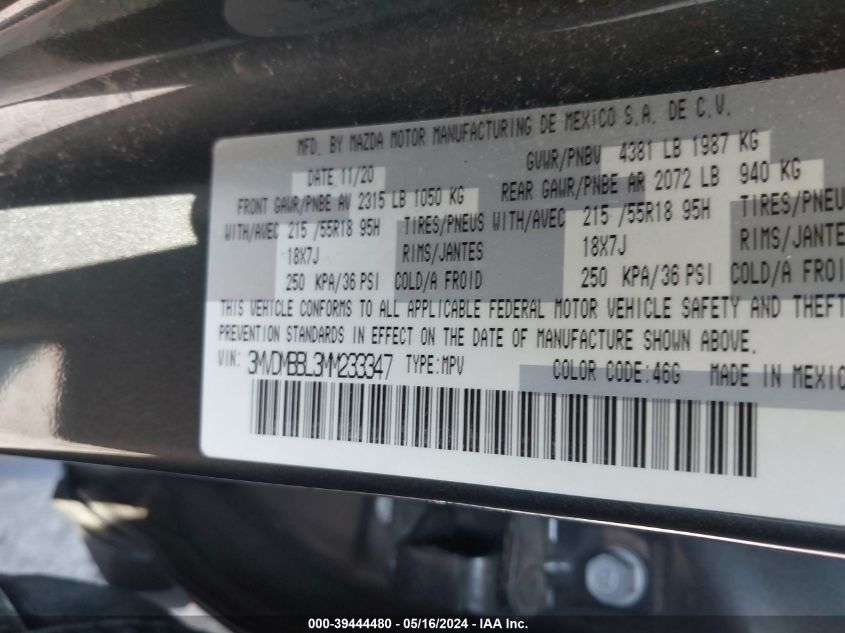 MFD. BY MAZDA MOTOR MANUFACTURING DE MEXICO S.A. DE C.V.
DATE 11/20 GVWR/PNBV 4381 LB 1987 KG
FRONT GAWR/PNBE AV 2315 LB 1050 KG REAR GAWR/PNBE AR 2072 LB 940 KG
WITH/AVEC 215 /55R18 95H TIRES/PNEUS WITH/AVEC 215 /55R18 95H TIRES/PNEU
18X7J RIMS/JANTES 18X7J RIMS/JANTE
250 KPA/36 PSI COLD/A FROID 250 KPA/36 PSI COLD/A FROI
THIS VEHICLE CONFORMS TO ALL APPLICABLE FEDERAL MOTOR VEHICLE SAFETY AND THEFT
PREVENTION STANDARDS IN EFFECT ON THE DATE OF MANUFACTURE SHOWN ABOVE.
VIN: 3MVDMBBL3MM233347 TYPE:MPV COLOR CODE:46G MADE IN MEXICO
000-39444480 - 05/16/2024 - IAA Inc.